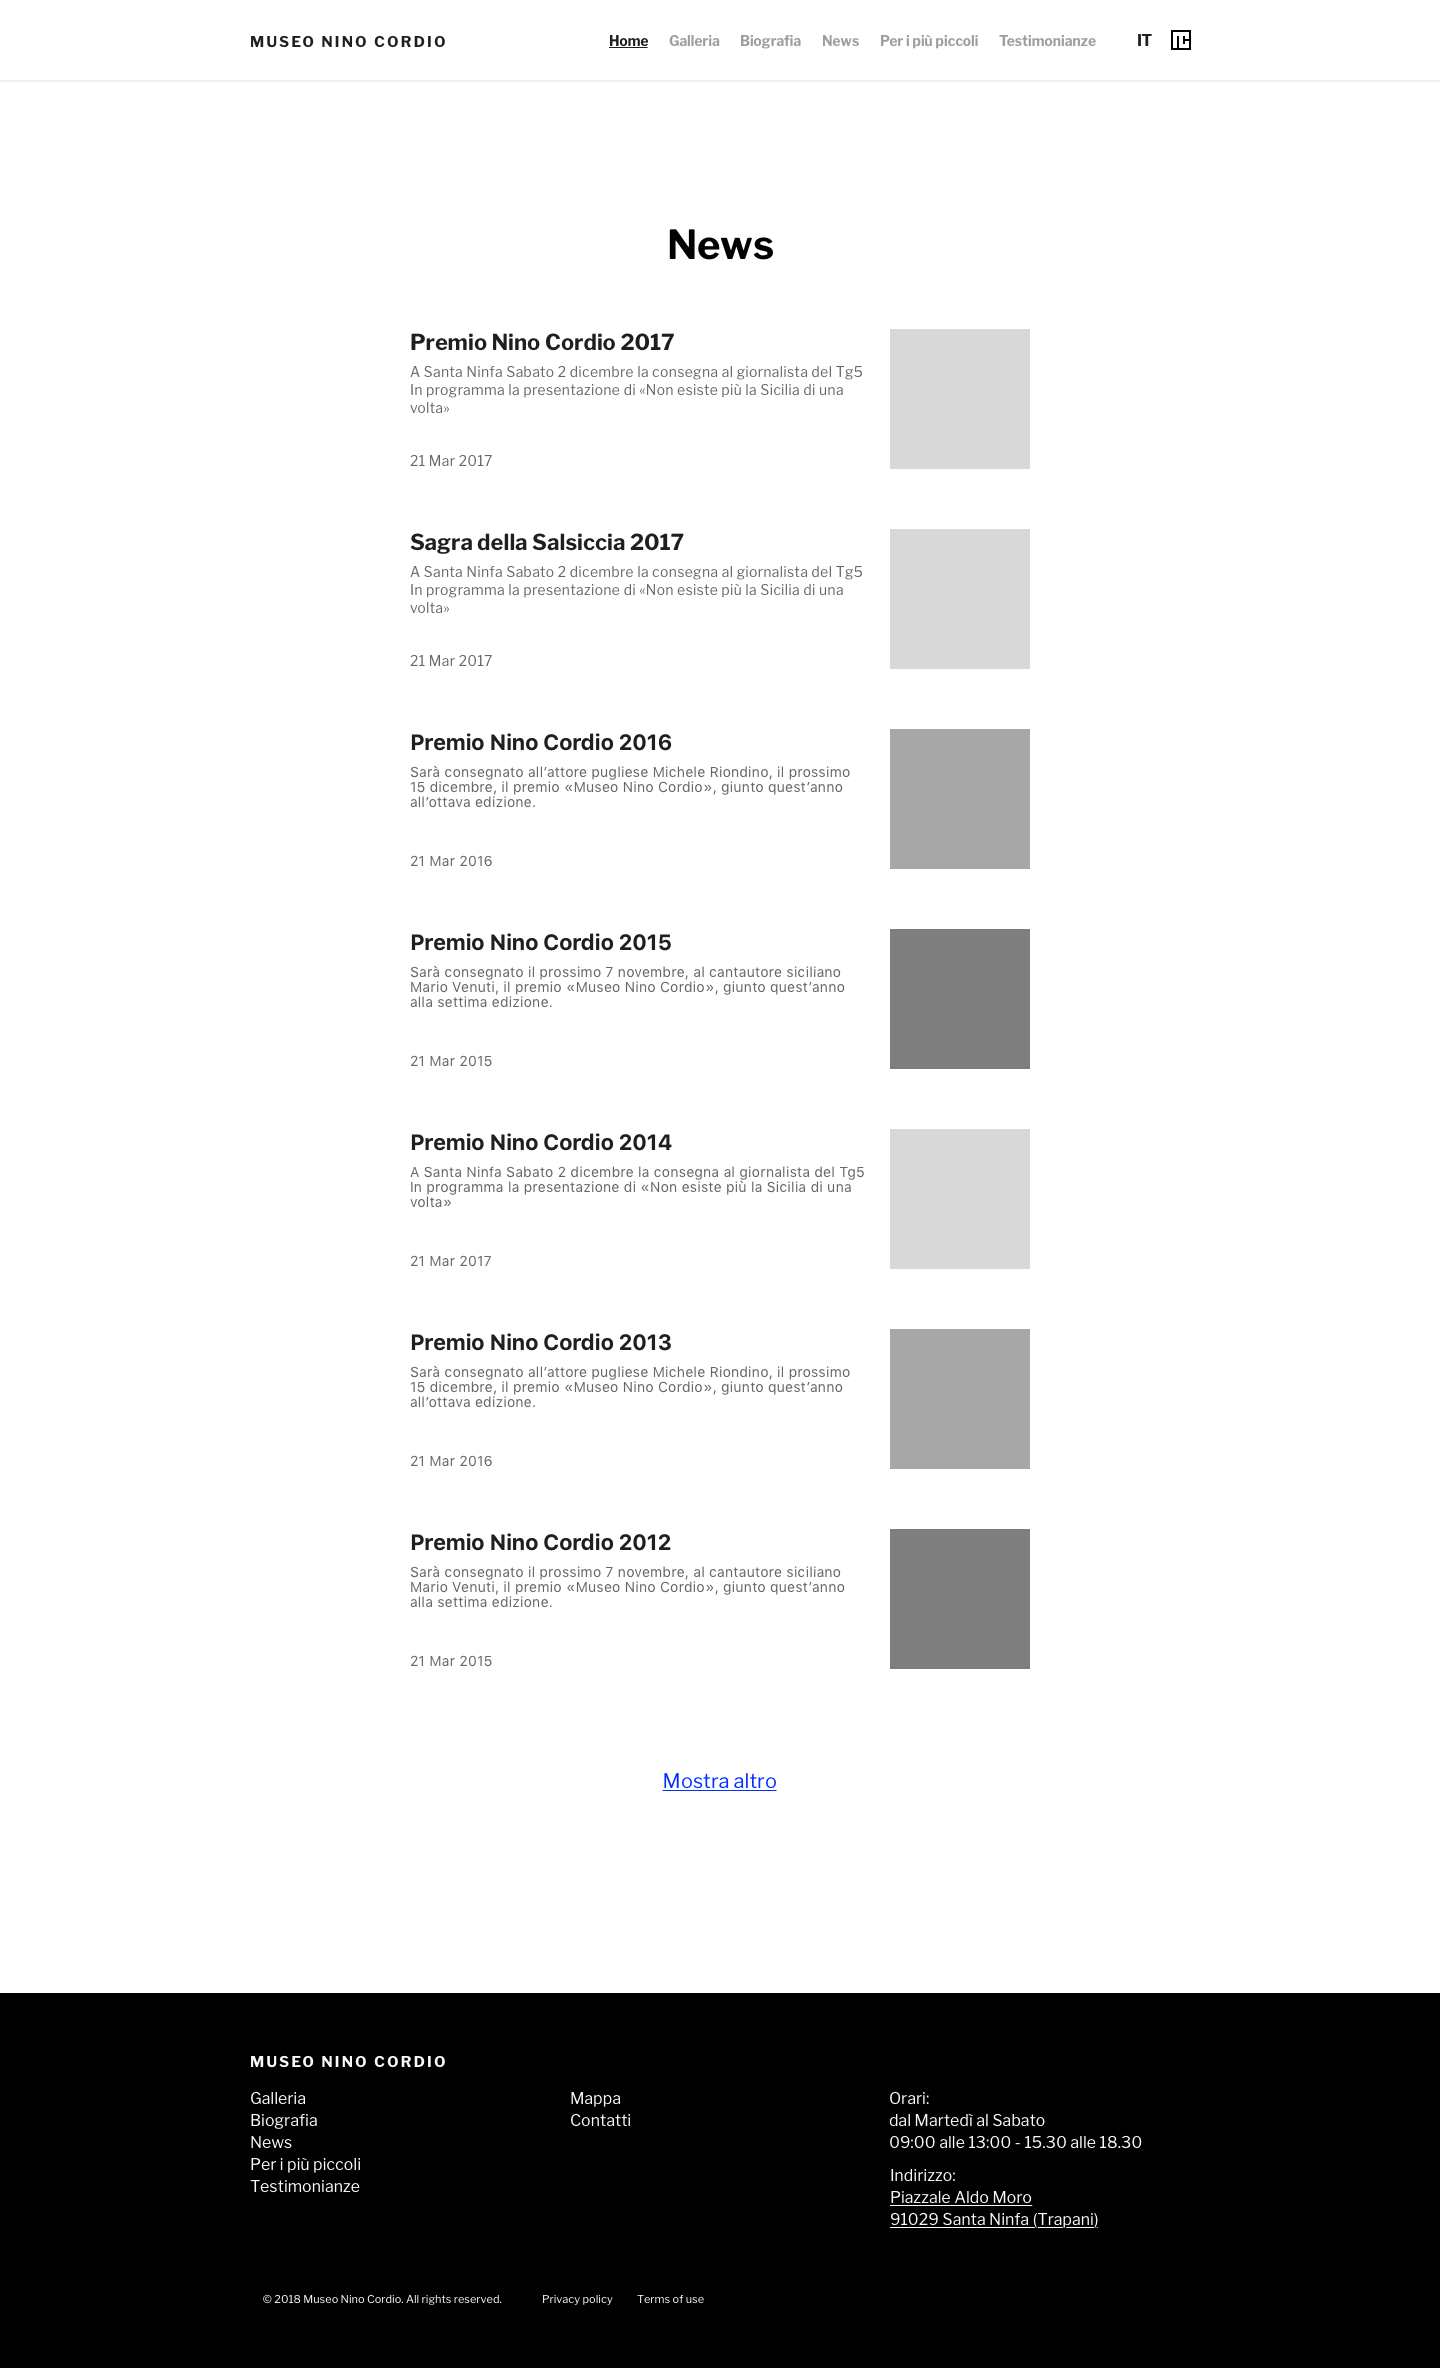 MUSEO NINO CORDIO
Home Galleria Biografia News Per i più piccoli Testimonianze IT
News
Premio Nino Cordio 2017
A Santa Ninfa Sabato 2 dicembre la consegna al giornalista del Tg5
In programma la presentazione di «Non esiste più la Sicilia di una
volta»
21 Mar 2017
Sagra della Salsiccia 2017
A Santa Ninfa Sabato 2 dicembre la consegna al giornalista del Tg5
In programma la presentazione di «Non esiste più la Sicilia di una
volta»
21 Mar 2017
Premio Nino Cordio 2016
Sarà consegnato all’attore pugliese Michele Riondino, il prossimo
15 dicembre, il premio «Museo Nino Cordio», giunto quest’anno
all’ottava edizione.
21 Mar 2016
Premio Nino Cordio 2015
Sarà consegnato il prossimo 7 novembre, al cantautore siciliano
Mario Venuti, il premio «Museo Nino Cordio», giunto quest’anno
alla settima edizione.
21 Mar 2015
Premio Nino Cordio 2014
A Santa Ninfa Sabato 2 dicembre la consegna al giornalista del Tg5
In programma la presentazione di «Non esiste più la Sicilia di una
volta»
21 Mar 2017
Premio Nino Cordio 2013
Sarà consegnato all’attore pugliese Michele Riondino, il prossimo
15 dicembre, il premio «Museo Nino Cordio», giunto quest’anno
all’ottava edizione.
21 Mar 2016
Premio Nino Cordio 2012
Sarà consegnato il prossimo 7 novembre, al cantautore siciliano
Mario Venuti, il premio «Museo Nino Cordio», giunto quest’anno
alla settima edizione.
21 Mar 2015
Mostra altro
MUSEO NINO CORDIO
Galleria
Biografia
News
Per i più piccoli
Testimonianze
Mappa
Contatti
Orari:
dal Martedì al Sabato
09:00 alle 13:00 - 15.30 alle 18.30
Indirizzo:
Piazzale Aldo Moro
91029 Santa Ninfa (Trapani)
© 2018 Museo Nino Cordio. All rights reserved. Privacy policy Terms of use